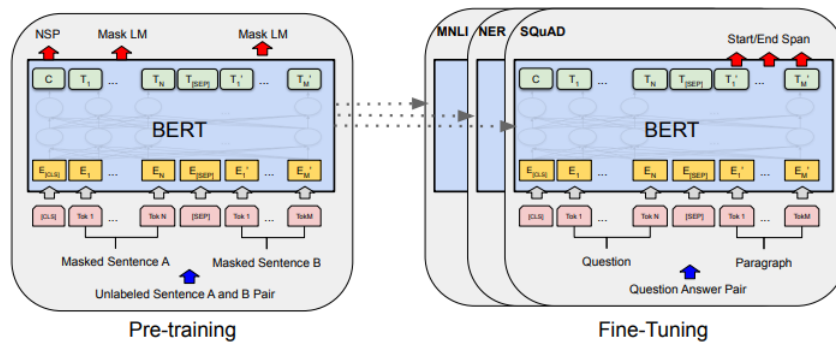 NSP Mask LM Mask LM
C T1 ... TN T[SEP] T1' ... TM'
BERT
E[CLS] E1 ... EN E[SEP] E1' ... EM'
[CLS] Tok 1 ... Tok N [SEP] Tok 1 ... TokM
Masked Sentence A Masked Sentence B
Unlabeled Sentence A and B Pair
Pre-training
MNLI NER SQuAD
Start/End Span
C T1 ... TN T[SEP] T1' ... TM'
BERT
E[CLS] E1 ... EN E[SEP] E1' ... EM'
[CLS] Tok 1 ... Tok N [SEP] Tok 1 ... TokM
Question Paragraph
Question Answer Pair
Fine-Tuning